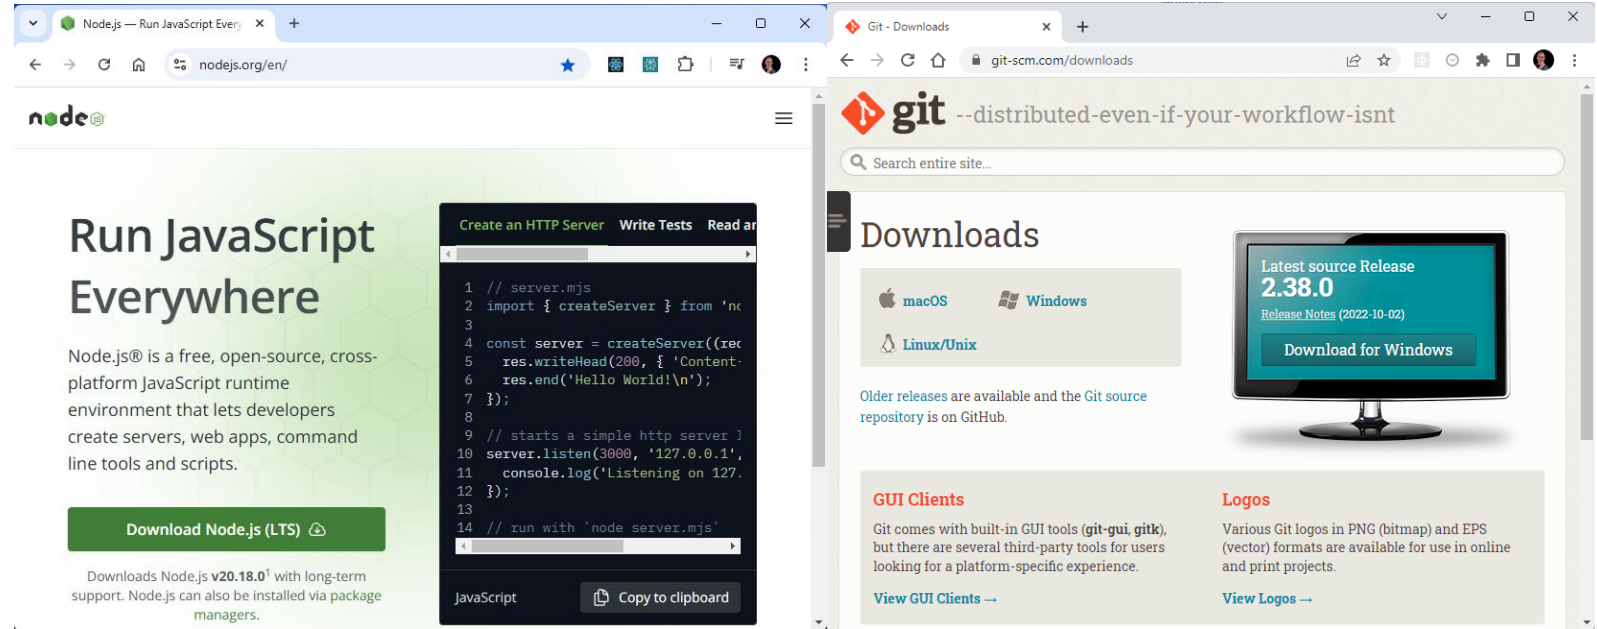 Node.js — Run JavaScript Every
nodejs.org/en/
node
JS
Run JavaScript
Everywhere
Node.js® is a free, open-source, cross-
platform JavaScript runtime
environment that lets developers
create servers, web apps, command
line tools and scripts.
Download Node.js (LTS)
Downloads Node.js v20.18.0¹ with long-term
support. Node.js can also be installed via package
managers.
Create an HTTP Server Write Tests Read an
1 // server.mjs
2 import { createServer } from 'no
3
4 const server = createServer((req
5 res.writeHead(200, { 'Content-
6 res.end('Hello World!\n');
7 });
8
9 // starts a simple http server l
10 server.listen(3000, '127.0.0.1',
11 console.log('Listening on 127.
12 });
13
14 // run with `node server.mjs`
JavaScript Copy to clipboard
Git - Downloads
git-scm.com/downloads
git --distributed-even-if-your-workflow-isnt
Search entire site...
Downloads
macOS Windows
Linux/Unix
Older releases are available and the Git source
repository is on GitHub.
Latest source Release
2.38.0
Release Notes (2022-10-02)
Download for Windows
GUI Clients
Git comes with built-in GUI tools (git-gui, gitk),
but there are several third-party tools for users
looking for a platform-specific experience.
View GUI Clients →
Logos
Various Git logos in PNG (bitmap) and EPS
(vector) formats are available for use in online
and print projects.
View Logos →